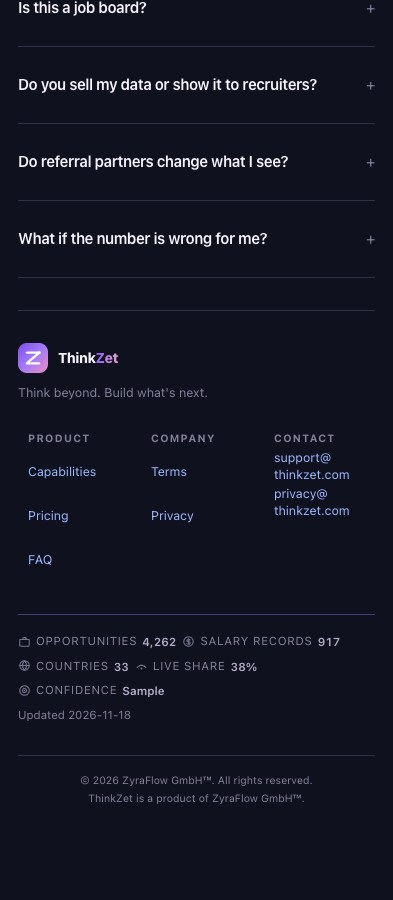 Is this a job board? +
Do you sell my data or show it to recruiters? +
Do referral partners change what I see? +
What if the number is wrong for me? +
Z ThinkZet
Think beyond. Build what's next.
PRODUCT COMPANY CONTACT
support@
thinkzet.com
Capabilities Terms
privacy@
thinkzet.com
Pricing Privacy
FAQ
OPPORTUNITIES 4,262 SALARY RECORDS 917
COUNTRIES 33 LIVE SHARE 38%
CONFIDENCE Sample
Updated 2026-11-18
© 2026 ZyraFlow GmbH™. All rights reserved.
ThinkZet is a product of ZyraFlow GmbH™.